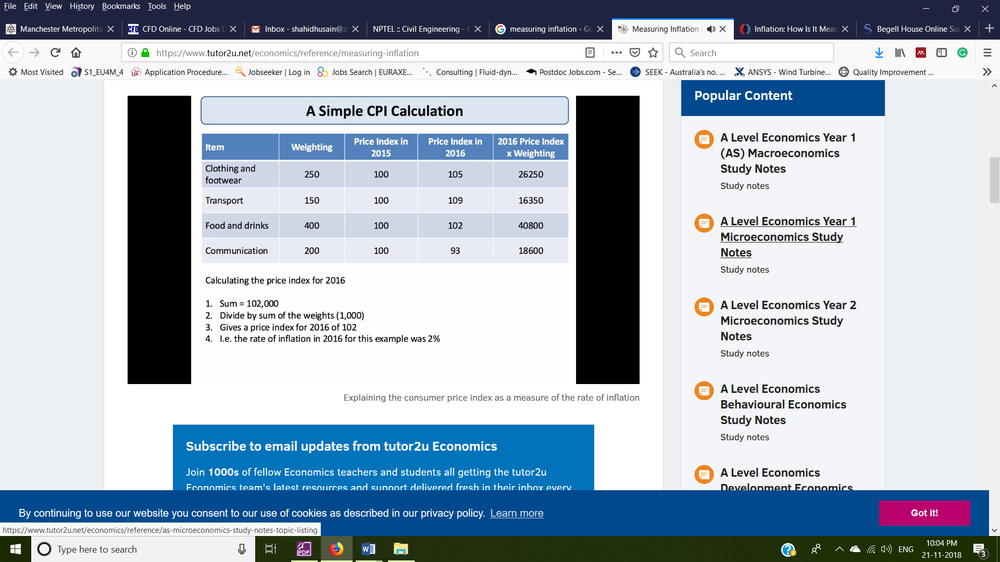 File Edit View History Bookmarks Tools Help
Manchester Metropolita
CFD CFD Online - CFD Jobs D
Inbox - shahidhusain@z
NPTEL :: Civil Engineering - C
measuring inflation - Go
Measuring Inflation
Inflation: How Is It Meas
Begell House Online Sub
https://www.tutor2u.net/economics/reference/measuring-inflation
Search
Most Visited
S1_EU4M_4
Application Procedure...
Jobseeker | Log in
Jobs Search | EURAXE...
Consulting | Fluid-dyn...
Postdoc Jobs.com - Se...
SEEK - Australia's no. ...
ANSYS - Wind Turbine...
Quality Improvement ...
A Simple CPI Calculation
Item Weighting Price Index in 2015 Price Index in 2016 2016 Price Index x Weighting
Clothing and footwear 250 100 105 26250
Transport 150 100 109 16350
Food and drinks 400 100 102 40800
Communication 200 100 93 18600
Calculating the price index for 2016
1. Sum = 102,000
2. Divide by sum of the weights (1,000)
3. Gives a price index for 2016 of 102
4. I.e. the rate of inflation in 2016 for this example was 2%
Explaining the consumer price index as a measure of the rate of inflation
Subscribe to email updates from tutor2u Economics
Join 1000s of fellow Economics teachers and students all getting the tutor2u
Economics team's latest resources and support delivered fresh in their inbox every
Popular Content
A Level Economics Year 1
(AS) Macroeconomics
Study Notes
Study notes
A Level Economics Year 1
Microeconomics Study
Notes
Study notes
A Level Economics Year 2
Microeconomics Study
Notes
Study notes
A Level Economics
Behavioural Economics
Study Notes
Study notes
A Level Economics
Development Economics
By continuing to use our website you consent to our use of cookies as described in our privacy policy. Learn more
Got it!
https://www.tutor2u.net/economics/reference/as-microeconomics-study-notes-topic-listing
Type here to search
PDF
ENG
10:04 PM
21-11-2018
3